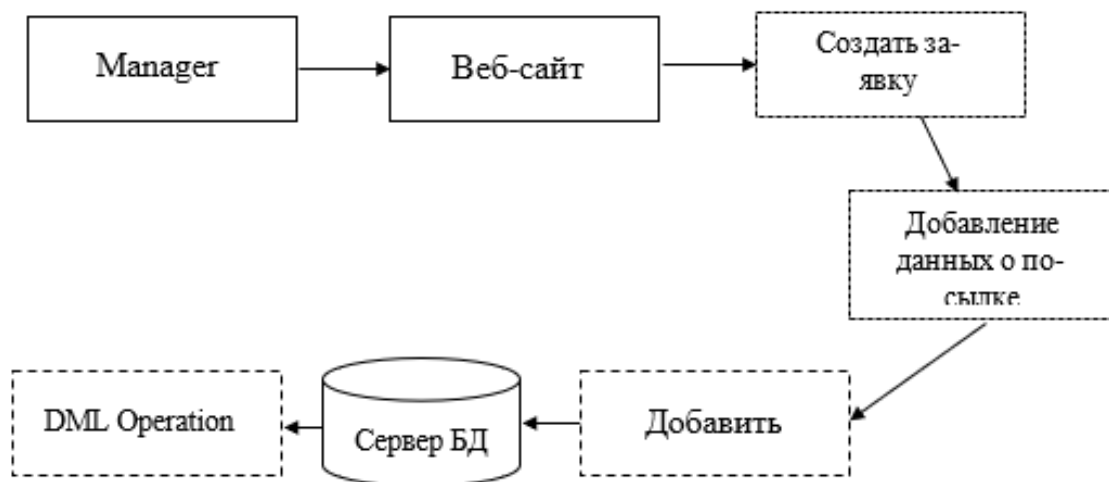 Manager
Веб-сайт
Создать за-
явку
Добавление
данных о по-
сылке
Добавить
Сервер БД
DML Operation